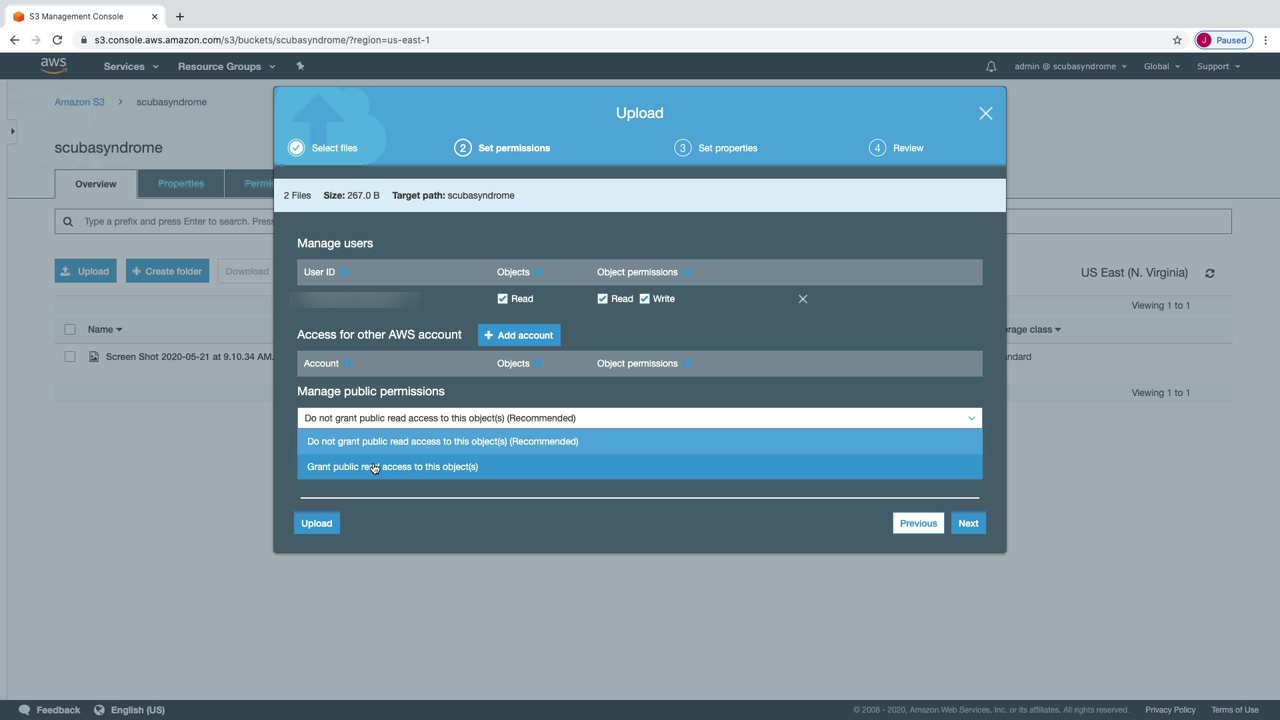 S3 Management Console
s3.console.aws.amazon.com/s3/buckets/scubasyndrome/?region=us-east-1
J Paused
aws Services Resource Groups admin @ scubasyndrome Global Support
Amazon S3 > scubasyndrome
scubasyndrome
Overview Properties Permi
Type a prefix and press Enter to search. Pres
Upload + Create folder Download US East (N. Virginia)
Viewing 1 to 1
Name rage class
Screen Shot 2020-05-21 at 9.10.34 AM. ndard
Viewing 1 to 1
Upload
Select files 2 Set permissions 3 Set properties 4 Review
2 Files Size: 267.0 B Target path: scubasyndrome
Manage users
User ID Objects Object permissions
Read Read Write
Access for other AWS account + Add account
Account Objects Object permissions
Manage public permissions
Do not grant public read access to this object(s) (Recommended)
Do not grant public read access to this object(s) (Recommended)
Grant public read access to this object(s)
Upload Previous Next
Feedback English (US) © 2008 - 2020, Amazon Web Services, Inc. or its affiliates. All rights reserved. Privacy Policy Terms of Use